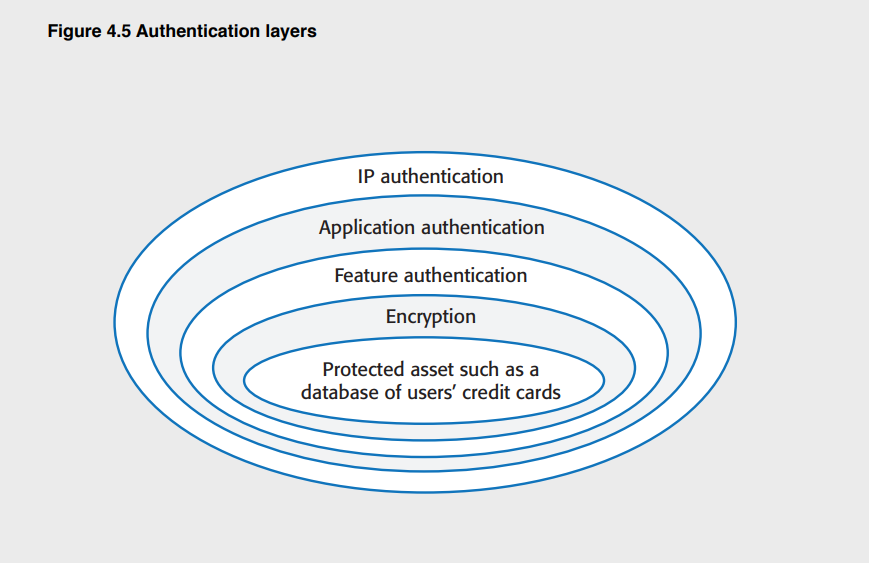 Figure 4.5 Authentication layers
IP authentication
Application authentication
Feature authentication
Encryption
Protected asset such as a
database of users’ credit cards